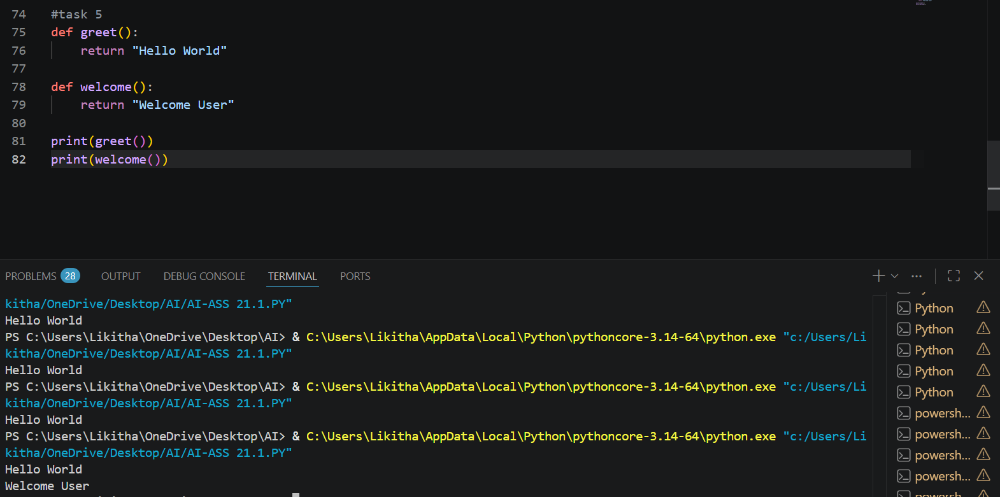 74 #task 5
75 def greet():
76 return "Hello World"
77
78 def welcome():
79 return "Welcome User"
80
81 print(greet())
82 print(welcome())
PROBLEMS 28 OUTPUT DEBUG CONSOLE TERMINAL PORTS
kitha/OneDrive/Desktop/AI/AI-ASS 21.1.PY"
Hello World
PS C:\Users\Likitha\OneDrive\Desktop\AI> & C:\Users\Likitha\AppData\Local\Python\pythoncore-3.14-64\python.exe "c:/Users/Li
kitha/OneDrive/Desktop/AI/AI-ASS 21.1.PY"
Hello World
PS C:\Users\Likitha\OneDrive\Desktop\AI> & C:\Users\Likitha\AppData\Local\Python\pythoncore-3.14-64\python.exe "c:/Users/Li
kitha/OneDrive/Desktop/AI/AI-ASS 21.1.PY"
Hello World
PS C:\Users\Likitha\OneDrive\Desktop\AI> & C:\Users\Likitha\AppData\Local\Python\pythoncore-3.14-64\python.exe "c:/Users/Li
kitha/OneDrive/Desktop/AI/AI-ASS 21.1.PY"
Hello World
Welcome User
Python
Python
Python
Python
Python
powersh...
powersh...
powersh...
powersh...